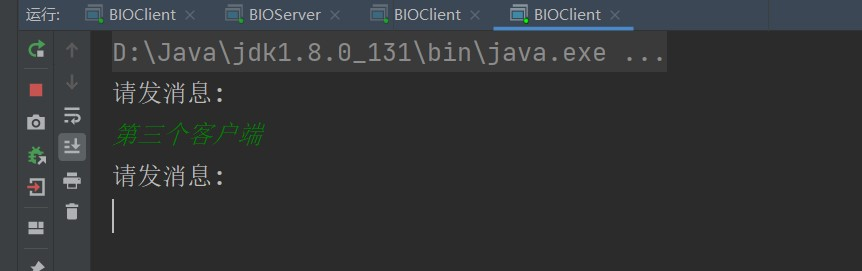 运行: BIOClient BIOServer BIOClient BIOClient
D:\Java\jdk1.8.0_131\bin\java.exe ...
请发消息:
第三个客户端
请发消息: